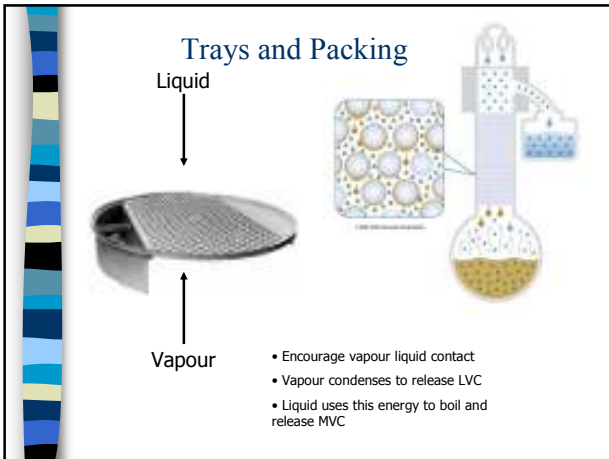 Trays and Packing
Liquid
Vapour
• Encourage vapour liquid contact
• Vapour condenses to release LVC
• Liquid uses this energy to boil and
release MVC